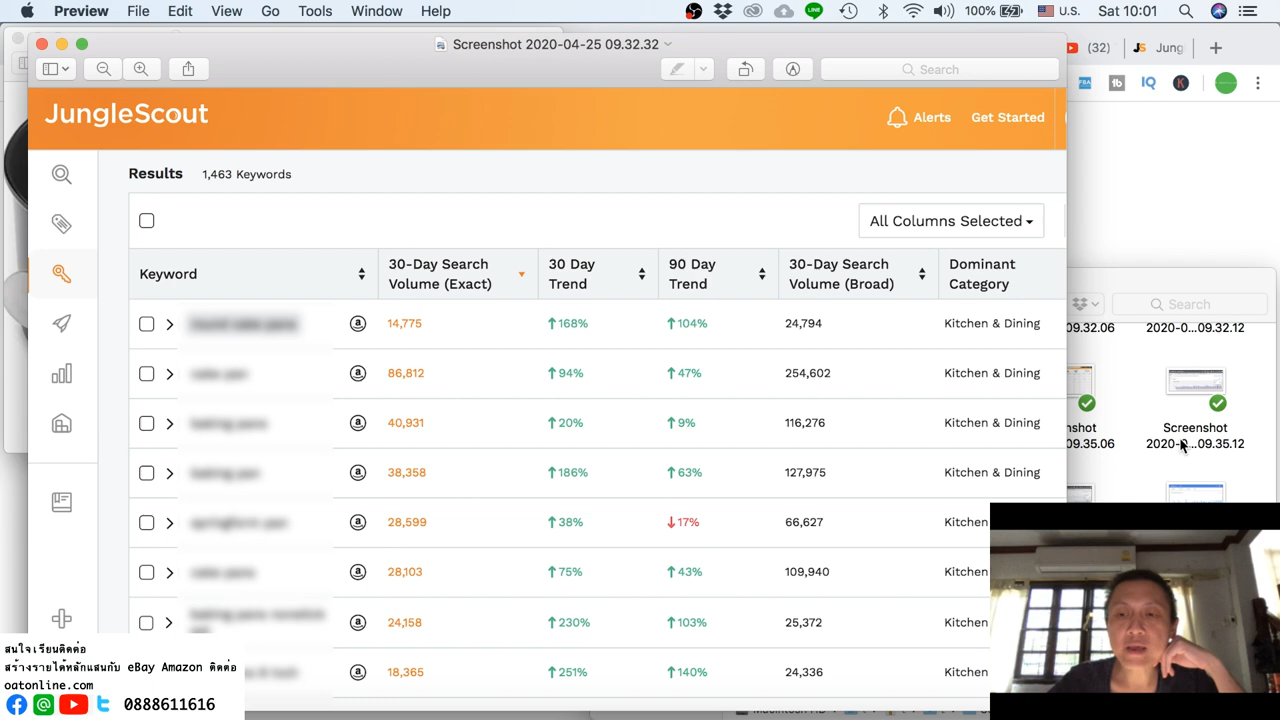 Preview File Edit View Go Tools Window Help 100% U.S. Sat 10:01
Screenshot 2020-04-25 09.32.32
Search
(32) Jung
FBA tb IQ K
JungleScout Alerts Get Started
Results 1,463 Keywords
All Columns Selected
Keyword 30-Day Search Volume (Exact) 30 Day Trend 90 Day Trend 30-Day Search Volume (Broad) Dominant Category
14,775 168% 104% 24,794 Kitchen & Dining
86,812 94% 47% 254,602 Kitchen & Dining
40,931 20% 9% 116,276 Kitchen & Dining
38,358 186% 63% 127,975 Kitchen & Dining
28,599 38% 17% 66,627 Kitchen
28,103 75% 43% 109,940 Kitchen
24,158 230% 103% 25,372 Kitchen
18,365 251% 140% 24,336 Kitchen
Search
09.32.06 2020-0...09.32.12
shot Screenshot
09.35.06 2020-...09.35.12
สนใจเรียนติดต่อ
สร้างรายได้หลักแสนกับ eBay Amazon ติดต่อ
oatonline.com
0888611616